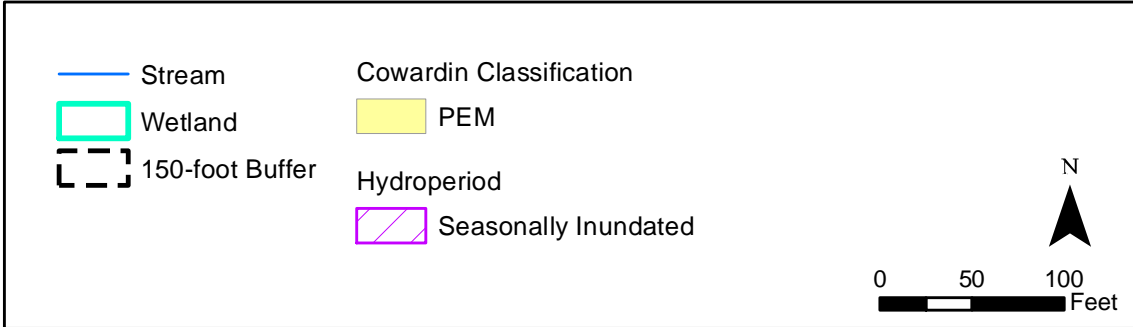 Stream
Wetland
150-foot Buffer
Cowardin Classification
PEM
Hydroperiod
Seasonally Inundated
N
0 50 100
Feet